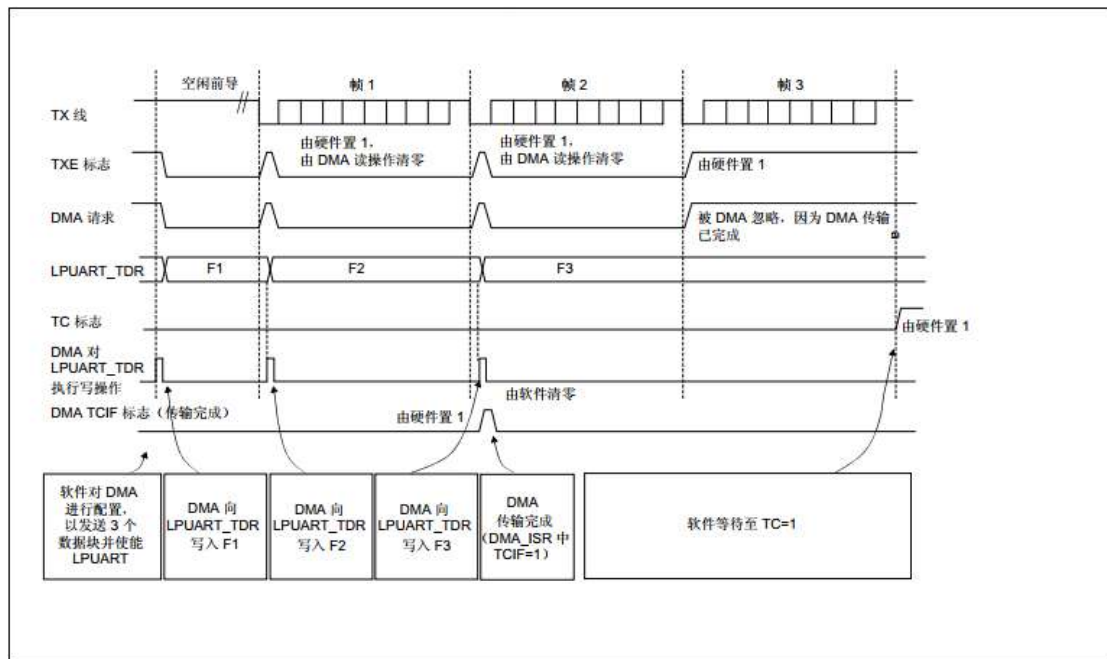 空闲前导
帧 1
帧 2
帧 3
TX 线
由硬件置 1，
由 DMA 读操作清零
由硬件置 1，
由 DMA 读操作清零
TXE 标志
由硬件置 1
DMA 请求
被 DMA 忽略，因为 DMA 传输
已完成
LPUART_TDR
F1
F2
F3
TC 标志
由硬件置 1
DMA 对
LPUART_TDR
执行写操作
由软件清零
DMA TCIF 标志（传输完成）
由硬件置 1
软件对 DMA
进行配置，
以发送 3 个
数据块并使能
LPUART
DMA 向
LPUART_TDR
写入 F1
DMA 向
LPUART_TDR
写入 F2
DMA 向
LPUART_TDR
写入 F3
DMA
传输完成
（DMA_ISR 中
TCIF=1）
软件等待至 TC=1